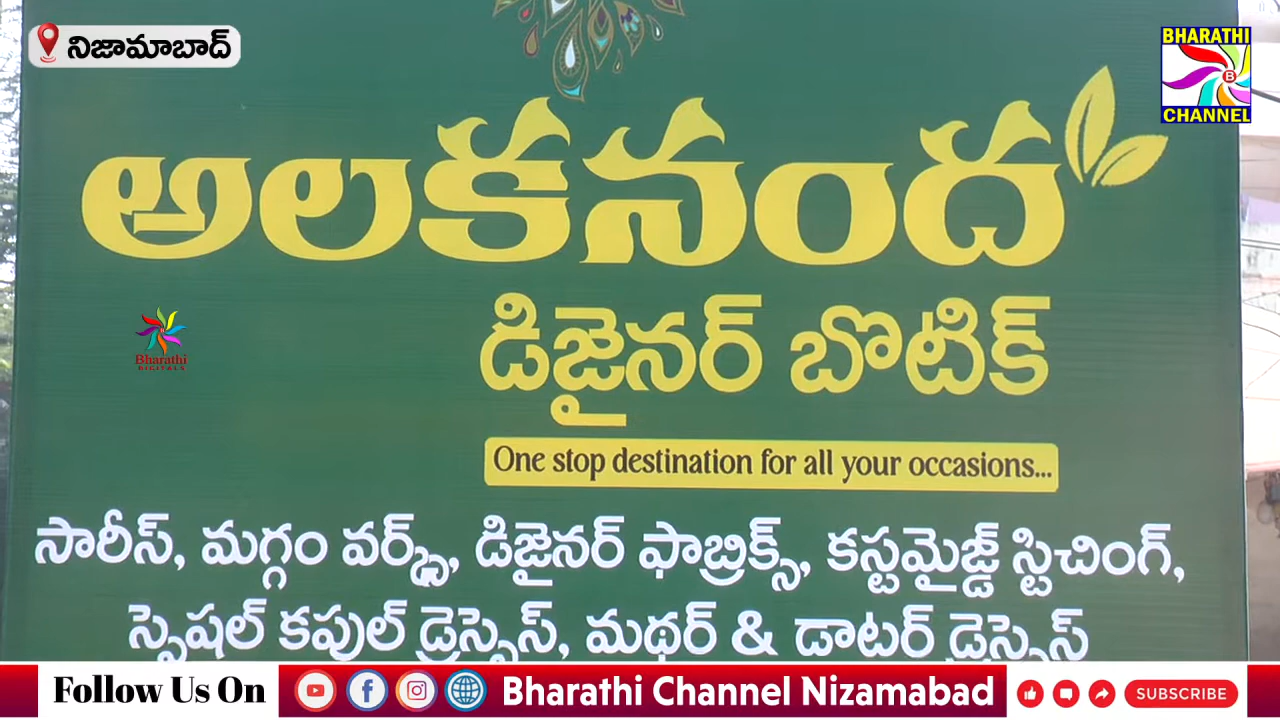 నిజామాబాద్
BHARATHI
B
CHANNEL
అలకనంద
డిజైనర్ బొటిక్
Bharathi
DIGITALS
One stop destination for all your occasions...
సారీస్, మగ్గం వర్క్స్, డిజైనర్ ఫాబ్రిక్స్, కస్టమైజ్డ్ స్టిచింగ్,
స్పెషల్ కపుల్ డ్రెస్సెస్, మథర్ & డాటర్ డ్రెస్సెస్
Follow Us On Bharathi Channel Nizamabad SUBSCRIBE